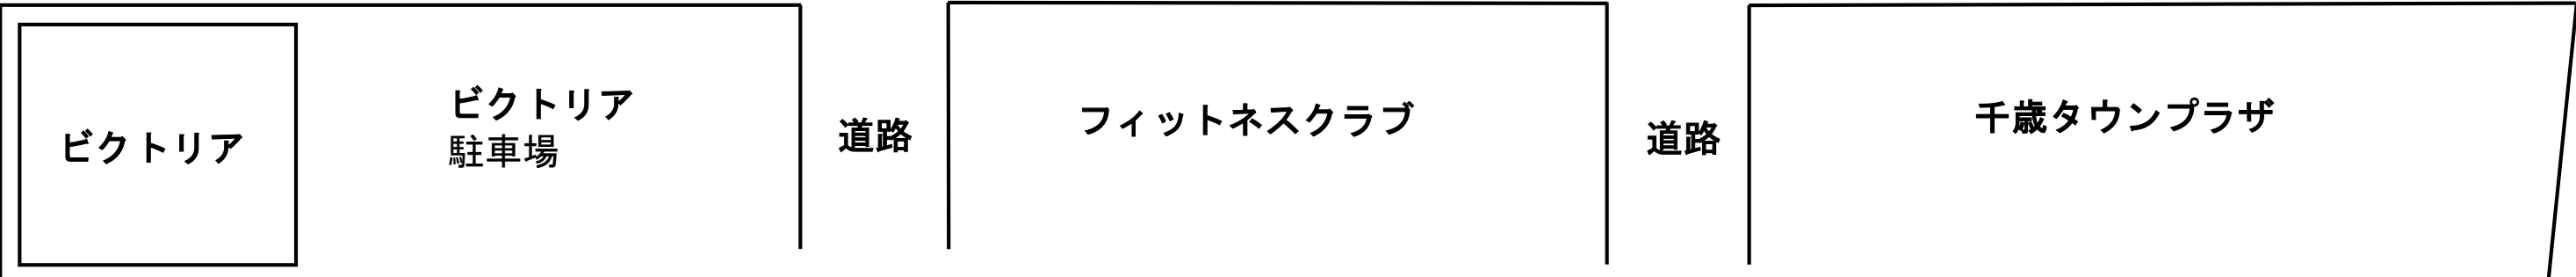 ビクトリア
ビクトリア
駐車場
道路
フィットネスクラブ
道路
千歳タウンプラザ